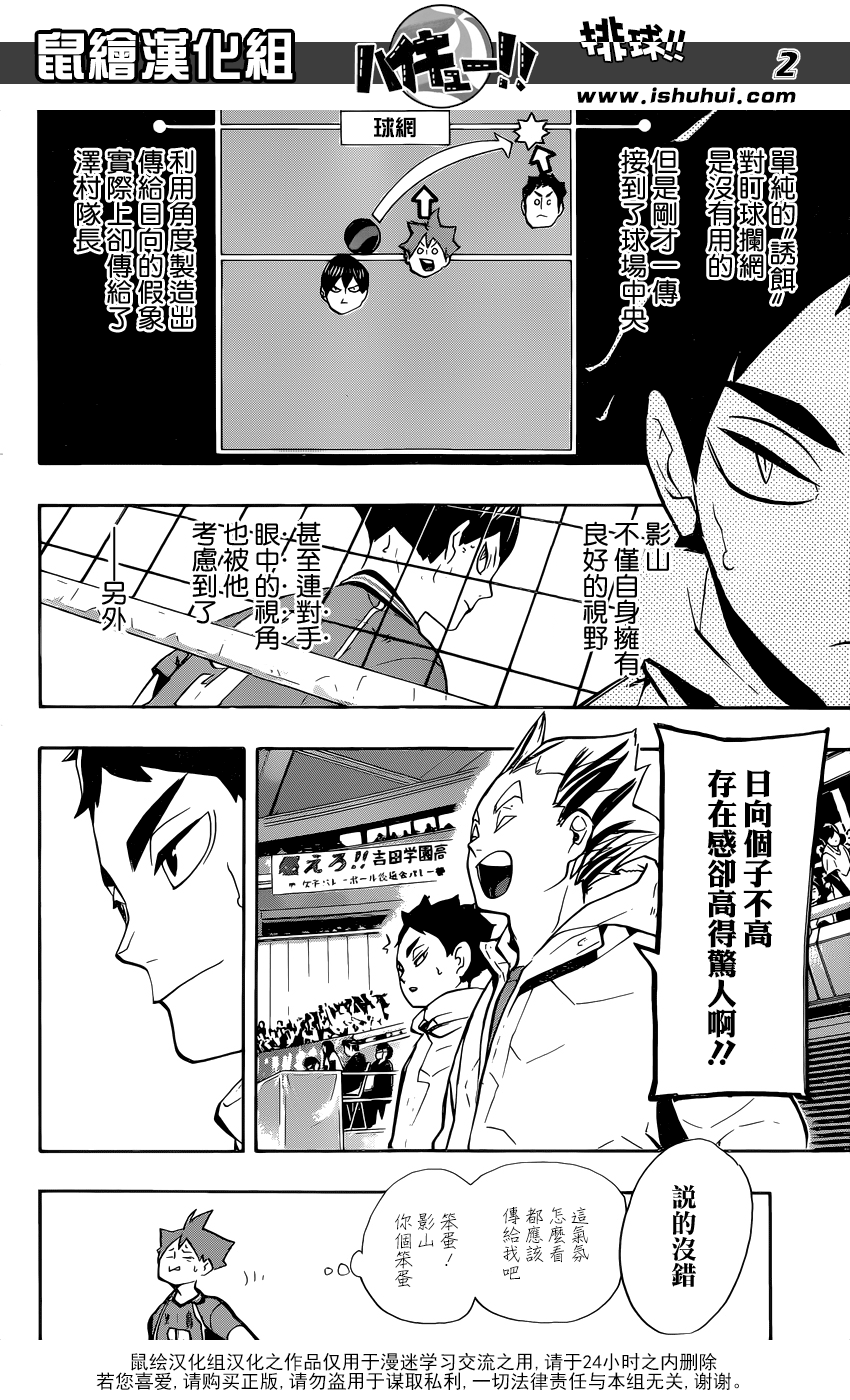 鼠繪漢化組
ハイキュー!!
排球!!
2
www.ishuhui.com
球網
單純的“誘餌”
對盯球攔網
是沒有用的
但是剛才一傳
接到了球場中央
利用角度製造出
傳給日向的假象
實際上卻傳給了
澤村隊長
影山
不僅自身擁有
良好的視野
甚至連對手
眼中的視角
也被他
考慮到了
——另外
日向個子不高
存在感卻高得驚人啊!!
燃えろ!!吉田学園高
説的沒錯
這氣氛
怎麼看
都應該
傳給我吧
笨蛋!
影山
你個笨蛋
鼠绘汉化组汉化之作品仅用于漫迷学习交流之用,请于24小时之内删除
若您喜爱,请购买正版,请勿盗用于谋取私利,一切法律责任与本组无关,谢谢。